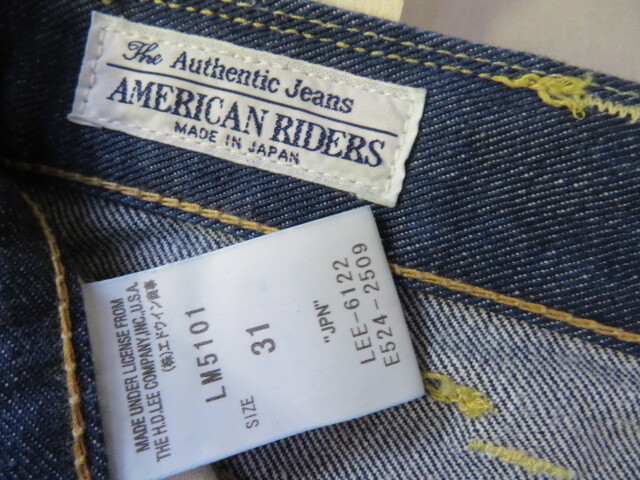 The Authentic Jeans
AMERICAN RIDERS
MADE IN JAPAN
MADE UNDER LICENSE FROM
THE H.D.LEE COMPANY,INC.,U.S.A.
(株)エドウイン商事
LM5101
SIZE 31
"JPN"
LEE-6122
E524-2509